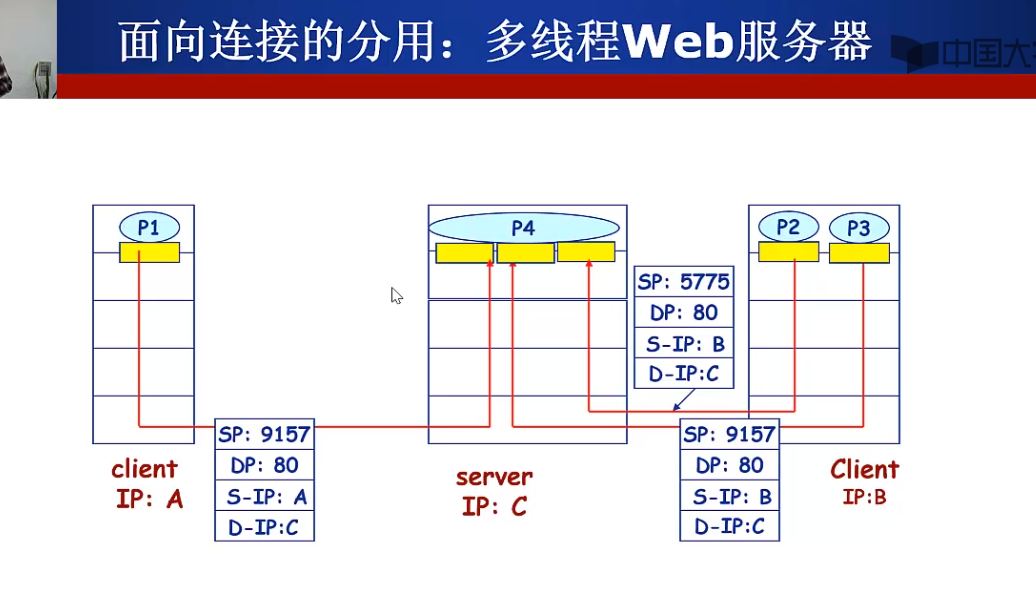 面向连接的分用：多线程Web服务器
中国大
P1
P4
P2
P3
SP: 5775
DP: 80
S-IP: B
D-IP:C
SP: 9157
DP: 80
S-IP: A
D-IP:C
SP: 9157
DP: 80
S-IP: B
D-IP:C
client
IP: A
server
IP: C
Client
IP:B